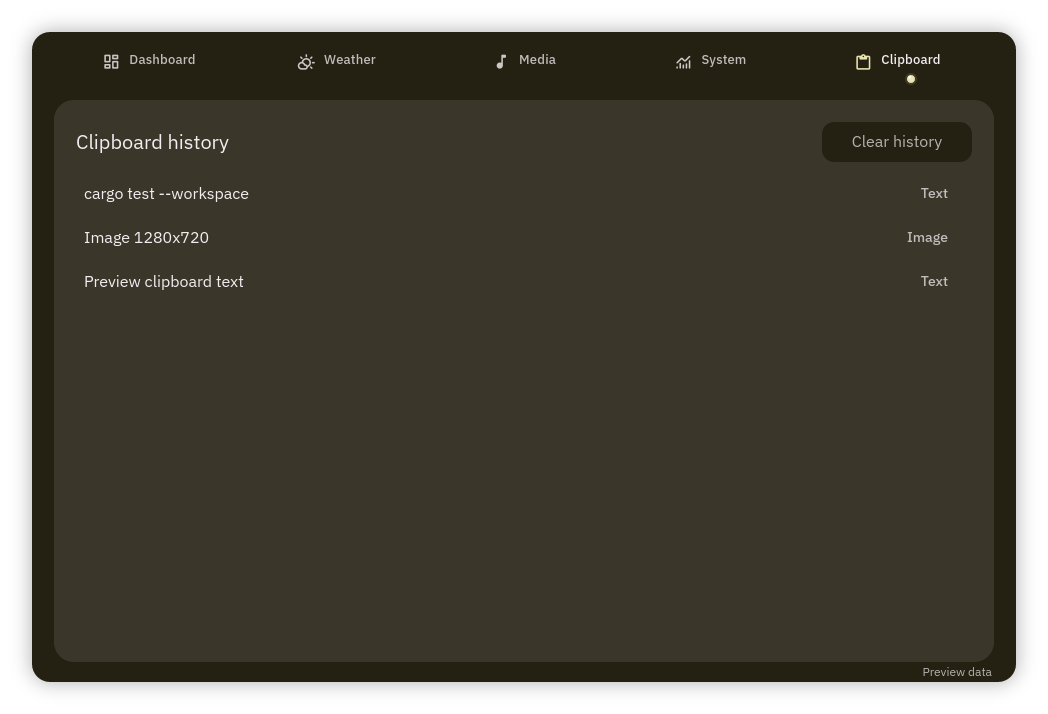 Dashboard
Weather
Media
System
Clipboard
Clipboard history
Clear history
cargo test --workspace
Text
Image 1280x720
Image
Preview clipboard text
Text
Preview data